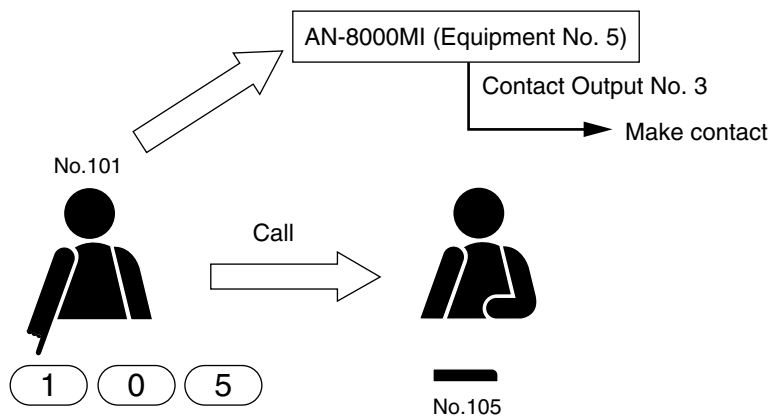 AN-8000MI (Equipment No. 5)
Contact Output No. 3
Make contact
No.101
Call
1 0 5
No.105